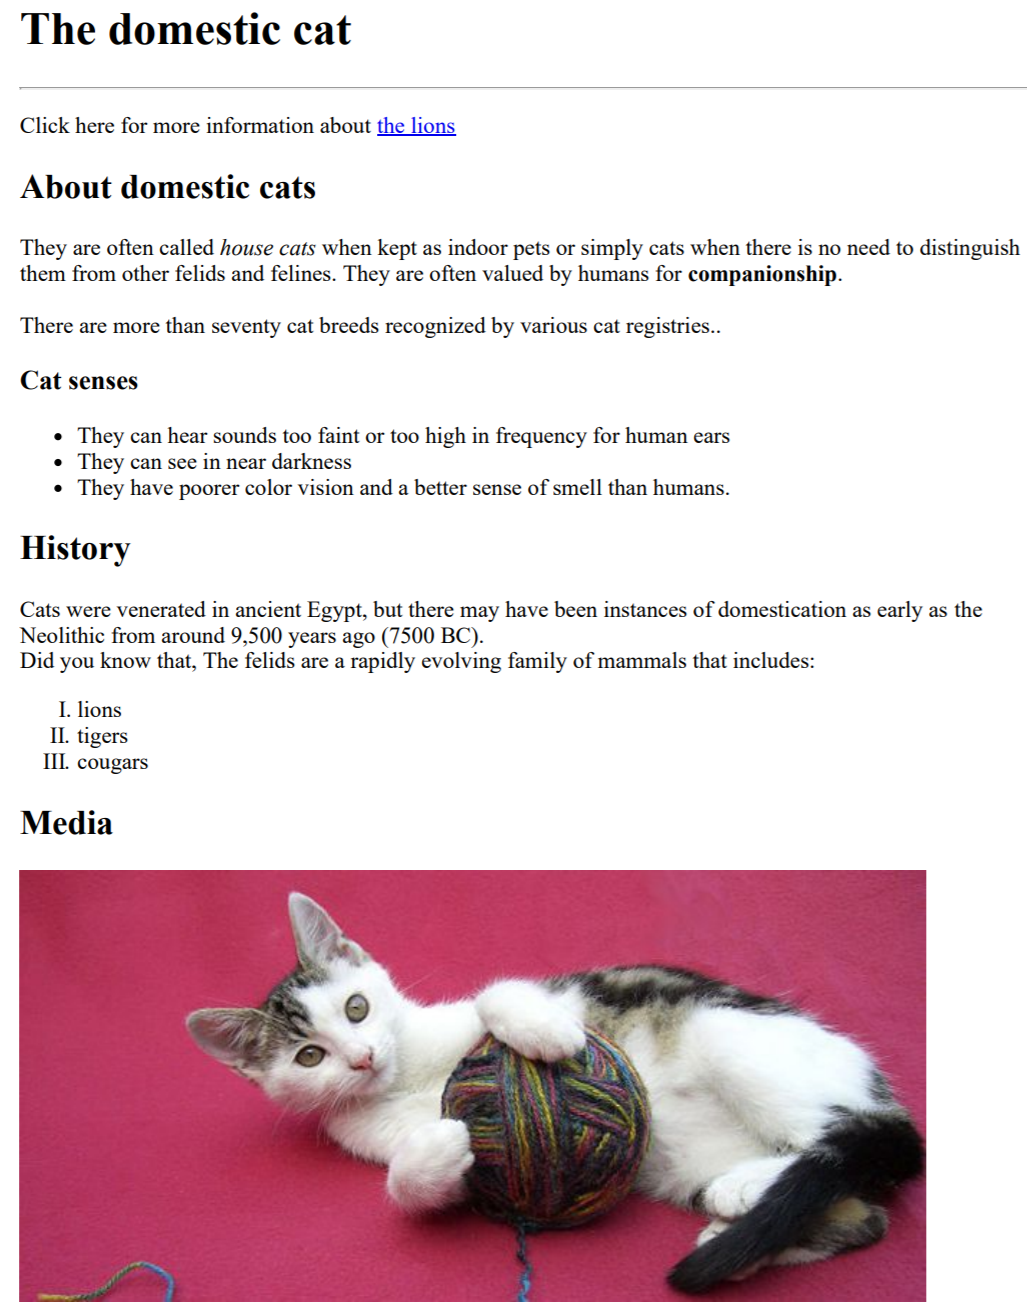 The domestic cat
Click here for more information about the lions
About domestic cats
They are often called house cats when kept as indoor pets or simply cats when there is no need to distinguish
them from other felids and felines. They are often valued by humans for companionship.
There are more than seventy cat breeds recognized by various cat registries..
Cat senses
• They can hear sounds too faint or too high in frequency for human ears
• They can see in near darkness
• They have poorer color vision and a better sense of smell than humans.
History
Cats were venerated in ancient Egypt, but there may have been instances of domestication as early as the
Neolithic from around 9,500 years ago (7500 BC).
Did you know that, The felids are a rapidly evolving family of mammals that includes:
I. lions
II. tigers
III. cougars
Media